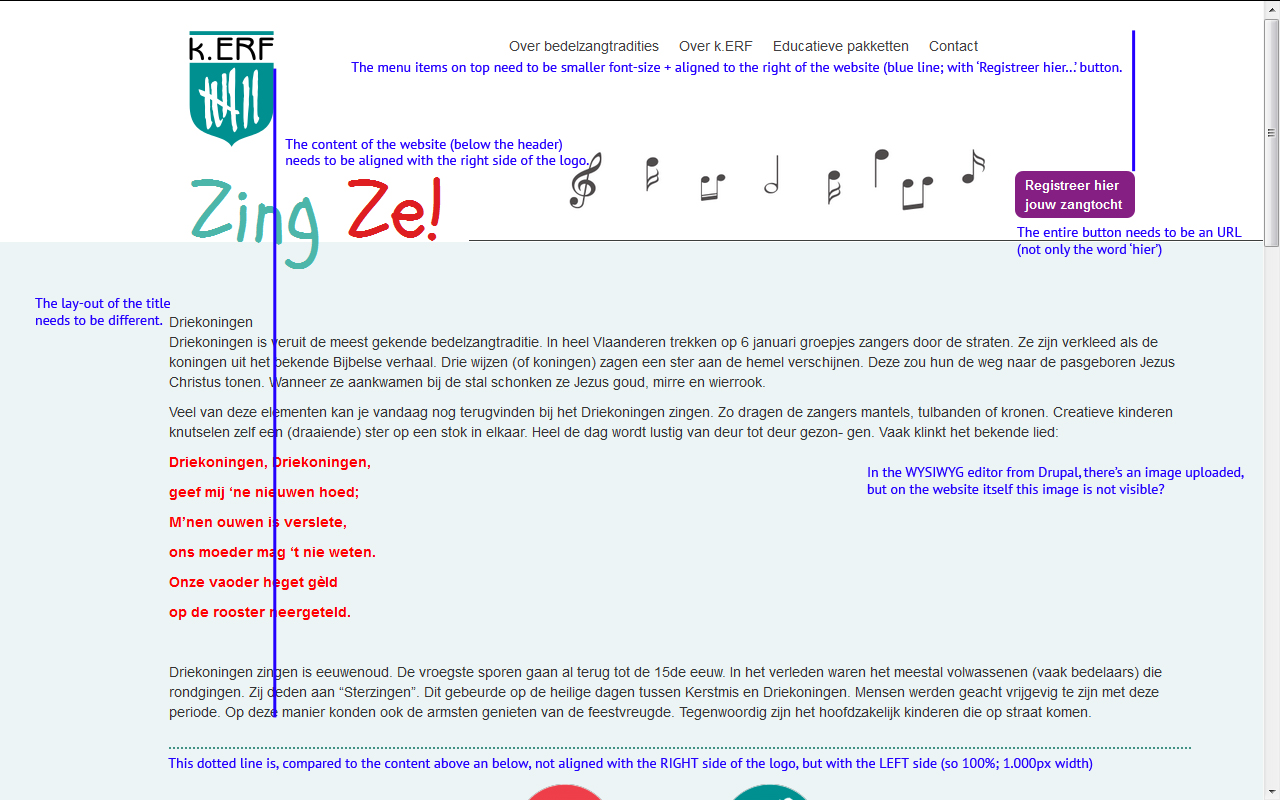 k.ERF
Over bedelzangtradities Over k.ERF Educatieve pakketten Contact
The menu items on top need to be smaller font-size + aligned to the right of the website (blue line; with ‘Registreer hier...’ button.
The content of the website (below the header)
needs to be aligned with the right side of the logo.
Zing Ze!
Registreer hier
jouw zangtocht
The entire button needs to be an URL
(not only the word ‘hier’)
The lay-out of the title
needs to be different.
Driekoningen
Driekoningen is veruit de meest gekende bedelzangtraditie. In heel Vlaanderen trekken op 6 januari groepjes zangers door de straten. Ze zijn verkleed als de
koningen uit het bekende Bijbelse verhaal. Drie wijzen (of koningen) zagen een ster aan de hemel verschijnen. Deze zou hun de weg naar de pasgeboren Jezus
Christus tonen. Wanneer ze aankwamen bij de stal schonken ze Jezus goud, mirre en wierrook.
Veel van deze elementen kan je vandaag nog terugvinden bij het Driekoningen zingen. Zo dragen de zangers mantels, tulbanden of kronen. Creatieve kinderen
knutselen zelf een (draaiende) ster op een stok in elkaar. Heel de dag wordt lustig van deur tot deur gezon- gen. Vaak klinkt het bekende lied:
Driekoningen, Driekoningen,
geef mij ‘ne nieuwen hoed;
M’nen ouwen is verslete,
ons moeder mag ‘t nie weten.
Onze vaoder heget gèld
op de rooster neergeteld.
In the WYSIWYG editor from Drupal, there’s an image uploaded,
but on the website itself this image is not visible?
Driekoningen zingen is eeuwenoud. De vroegste sporen gaan al terug tot de 15de eeuw. In het verleden waren het meestal volwassenen (vaak bedelaars) die
rondgingen. Zij deden aan “Sterzingen”. Dit gebeurde op de heilige dagen tussen Kerstmis en Driekoningen. Mensen werden geacht vrijgevig te zijn met deze
periode. Op deze manier konden ook de armsten genieten van de feestvreugde. Tegenwoordig zijn het hoofdzakelijk kinderen die op straat komen.
This dotted line is, compared to the content above an below, not aligned with the RIGHT side of the logo, but with the LEFT side (so 100%; 1.000px width)